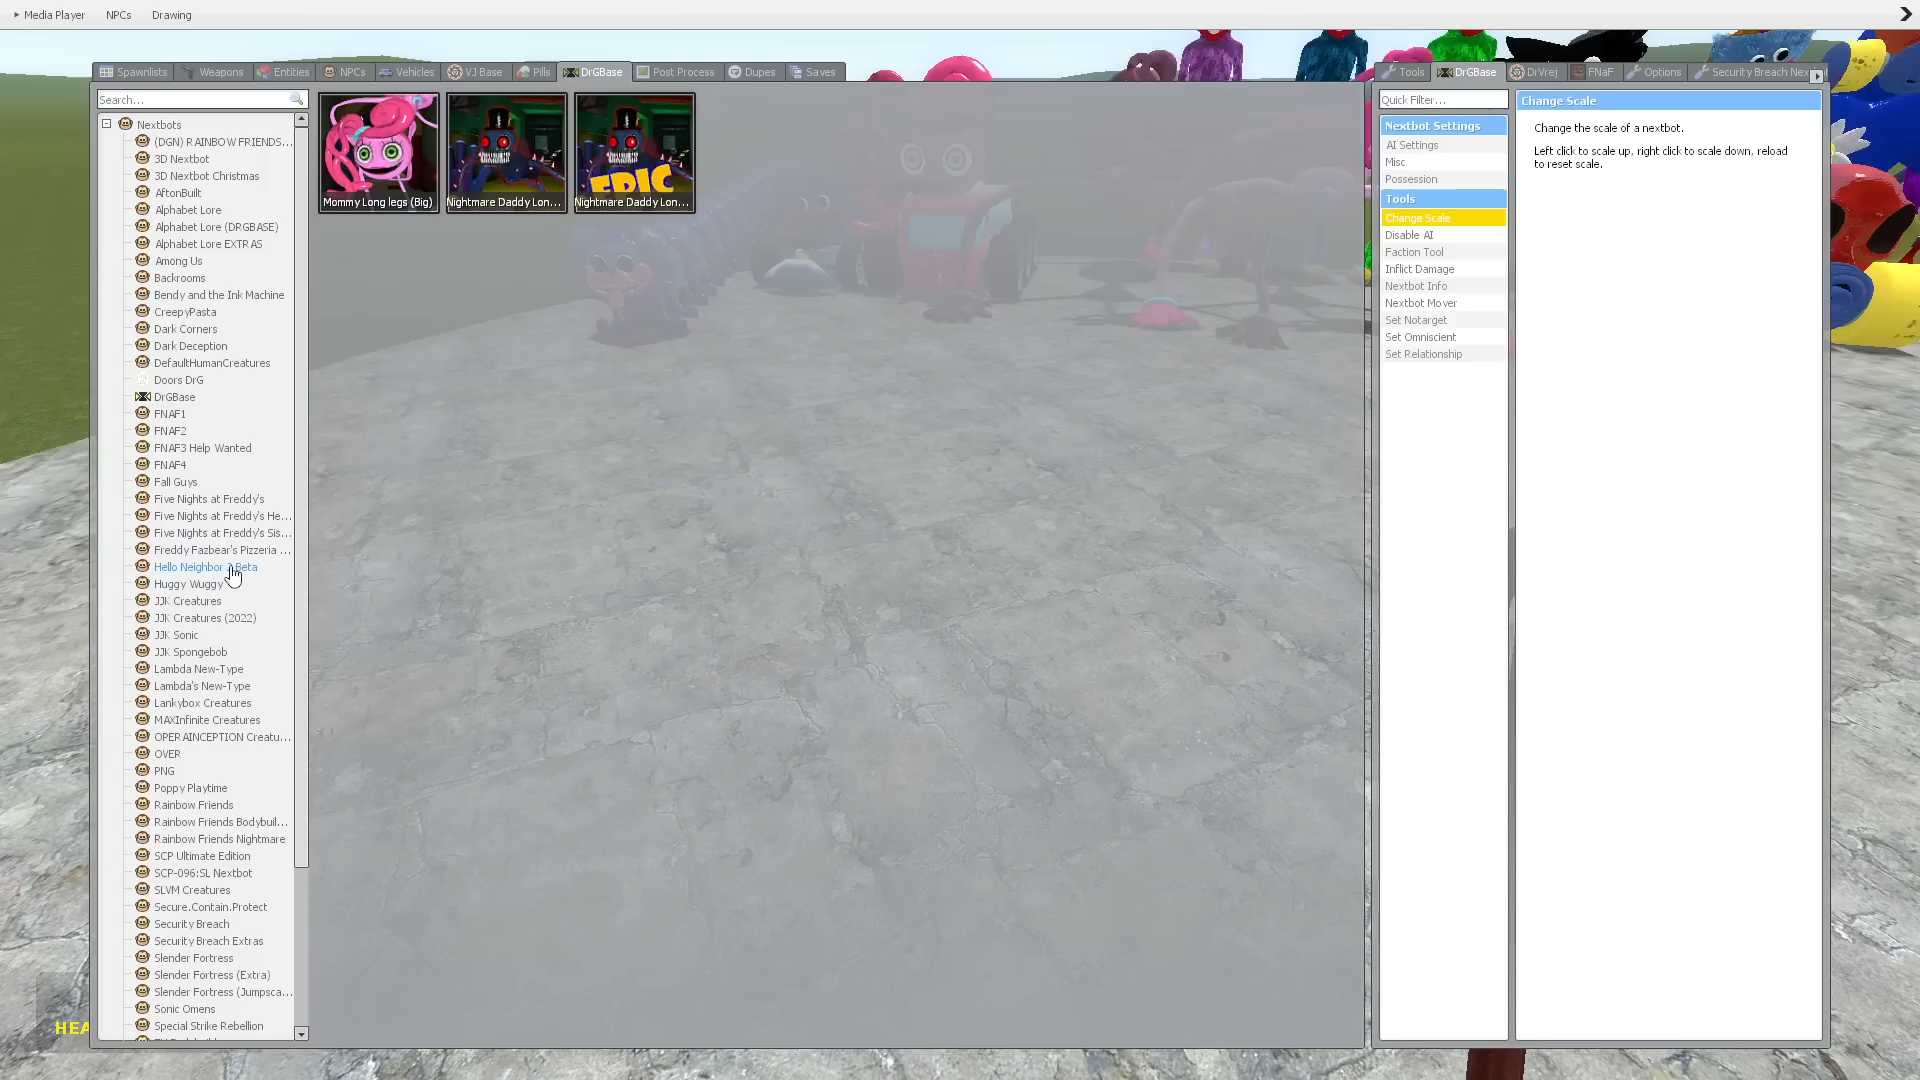 Media Player NPCs Drawing
Spawnlists Weapons Entities NPCs Vehicles VJ Base Pills DrGBase Post Process Dupes Saves
Tools DrGBase DrVrej FNaF Options Security Breach
Search...
Nextbots
(DGN) RAINBOW FRIENDS...
3D Nextbot
3D Nextbot Christmas
AftonBuilt
Alphabet Lore
Alphabet Lore (DRGBASE)
Alphabet Lore EXTRAS
Among Us
Backrooms
Bendy and the Ink Machine
CreepyPasta
Dark Corners
Dark Deception
DefaultHumanCreatures
Doors DrG
DrGBase
FNAF1
FNAF2
FNAF3 Help Wanted
FNAF4
Fall Guys
Five Nights at Freddy's
Five Nights at Freddy's He...
Five Nights at Freddy's Sis...
Freddy Fazbear's Pizzeria ...
Hello Neighbor 2 Beta
Huggy Wuggy
JJK Creatures
JJK Creatures (2022)
JJK Sonic
JJK Spongebob
Lambda New-Type
Lambda's New-Type
Lankybox Creatures
MAXInfinite Creatures
OPERAINCEPTION Creatu...
OVER
PNG
Poppy Playtime
Rainbow Friends
Rainbow Friends Bodybuil...
Rainbow Friends Nightmare
SCP Ultimate Edition
SCP-096:SL Nextbot
SLVM Creatures
Secure.Contain.Protect
Security Breach
Security Breach Extras
Slender Fortress
Slender Fortress (Extra)
Slender Fortress (Jumpsca...
Sonic Omens
Special Strike Rebellion
HEA
EPIC
Mommy Long legs (Big) Nightmare Daddy Lon... Nightmare Daddy Lon...
Quick Filter...
Nextbot Settings
AI Settings
Misc
Possession
Tools
Change Scale
Disable AI
Faction Tool
Inflict Damage
Nextbot Info
Nextbot Mover
Set Notarget
Set Omniscient
Set Relationship
Change Scale
Change the scale of a nextbot.
Left click to scale up, right click to scale down, reload
to reset scale.